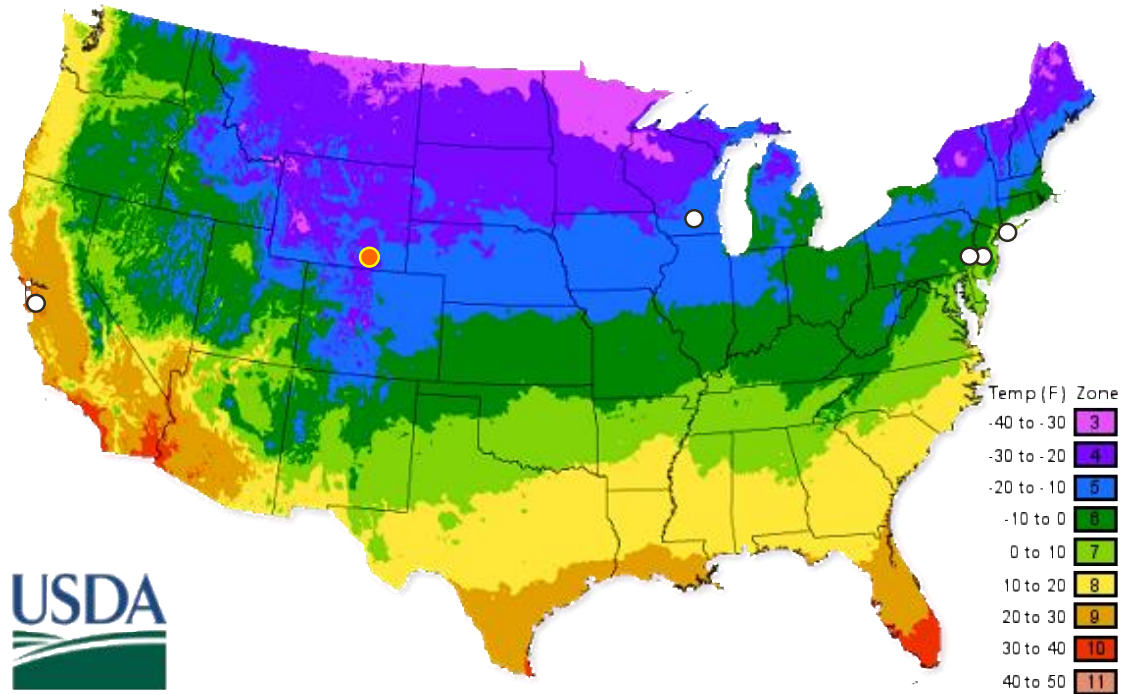 Temp (F) Zone
-40 to -30 3
-30 to -20 4
-20 to -10 5
-10 to 0 6
0 to 10 7
10 to 20 8
20 to 30 9
30 to 40 10
40 to 50 11
USDA